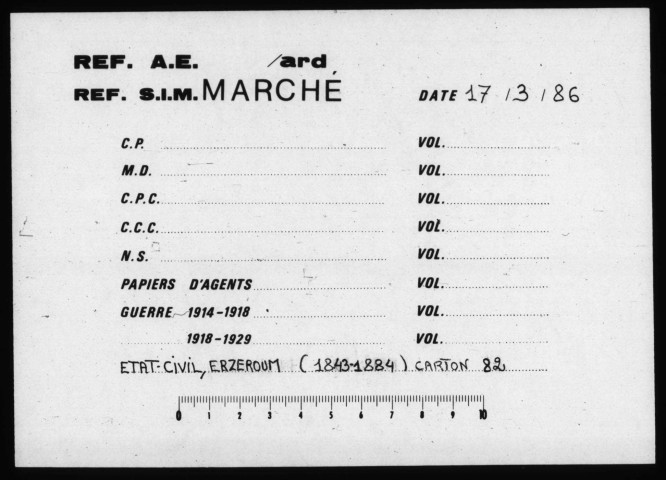 REF. A.E. /ard
REF. S.I.M. MARCHÉ DATE 17 / 3 / 86
C.P. VOL.
M.D. VOL.
C.P.C. VOL.
C.C.C. VOL.
N.S. VOL.
PAPIERS D'AGENTS VOL.
GUERRE 1914-1918 VOL.
1918-1929 VOL.
ETAT-CIVIL, ERZEROUM (1843-1884) CARTON 82
0 1 2 3 4 5 6 7 8 9 10